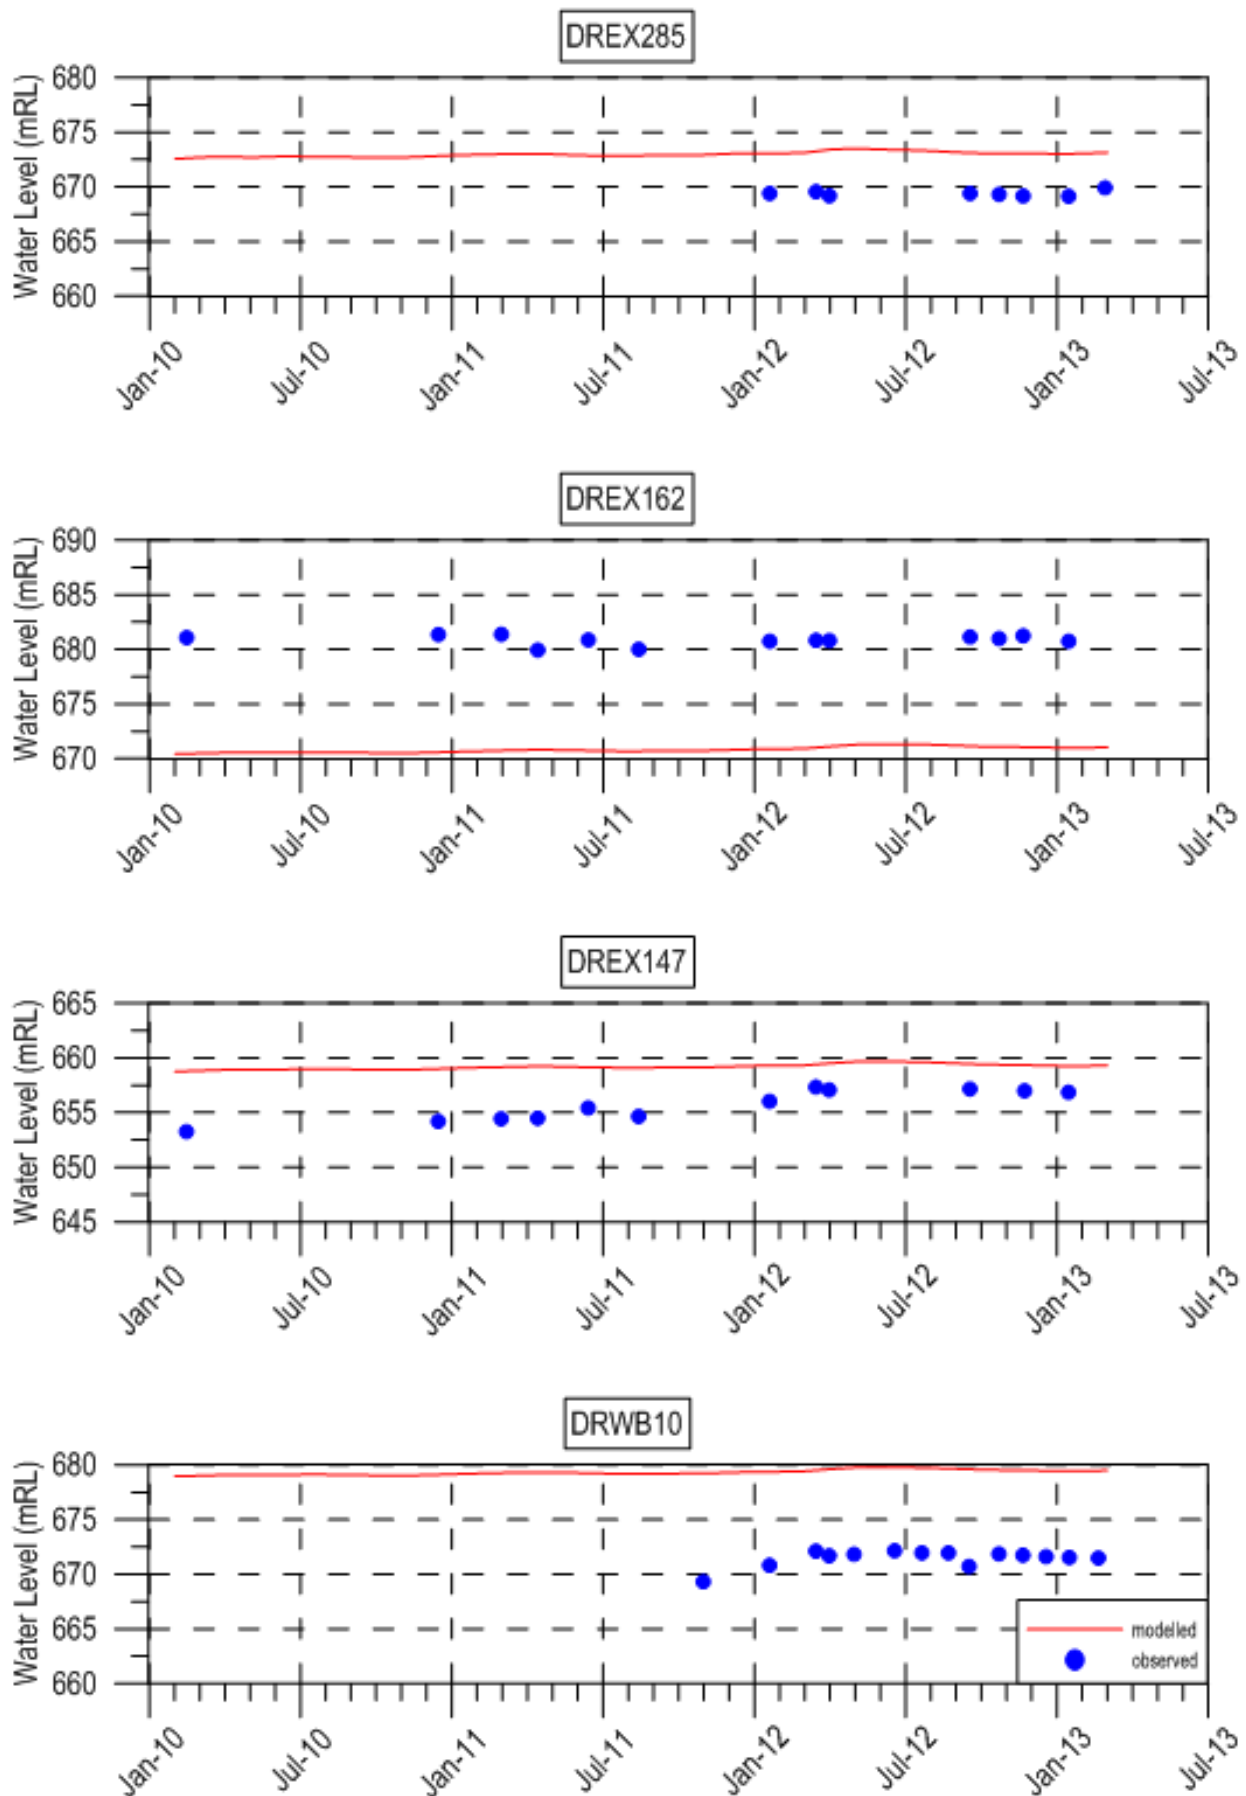 DREX285
Water Level (mRL)
680
675
670
665
660
Jan-10
Jul-10
Jan-11
Jul-11
Jan-12
Jul-12
Jan-13
Jul-13
DREX162
Water Level (mRL)
690
685
680
675
670
Jan-10
Jul-10
Jan-11
Jul-11
Jan-12
Jul-12
Jan-13
Jul-13
DREX147
Water Level (mRL)
665
660
655
650
645
Jan-10
Jul-10
Jan-11
Jul-11
Jan-12
Jul-12
Jan-13
Jul-13
DRWB10
Water Level (mRL)
680
675
670
665
660
modelled
observed
Jan-10
Jul-10
Jan-11
Jul-11
Jan-12
Jul-12
Jan-13
Jul-13